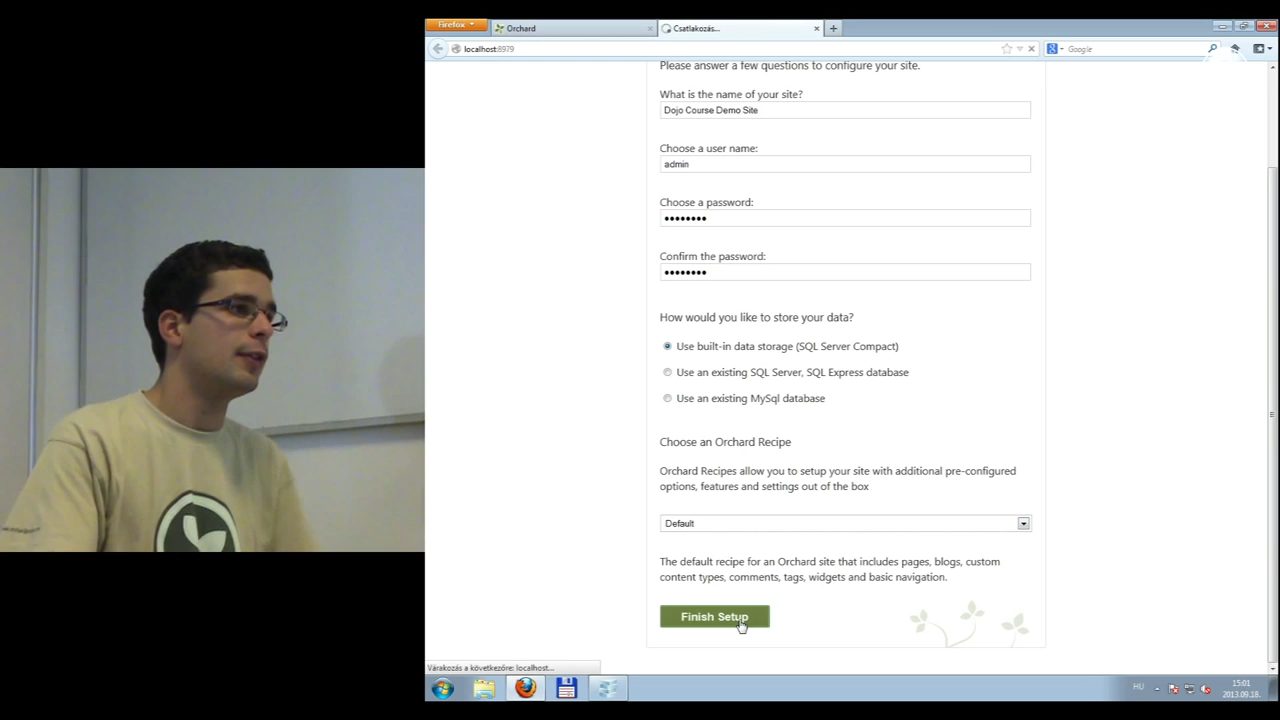 Firefox
Orchard
Csatlakozás...
localhost:8979
Google
Please answer a few questions to configure your site.
What is the name of your site?
Dojo Course Demo Site
Choose a user name:
admin
Choose a password:
••••••••
Confirm the password:
••••••••
How would you like to store your data?
Use built-in data storage (SQL Server Compact)
Use an existing SQL Server, SQL Express database
Use an existing MySql database
Choose an Orchard Recipe
Orchard Recipes allow you to setup your site with additional pre-configured
options, features and settings out of the box
Default
The default recipe for an Orchard site that includes pages, blogs, custom
content types, comments, tags, widgets and basic navigation.
Finish Setup
Várakozás a következőre: localhost...
HU
15:01
2013.09.18.